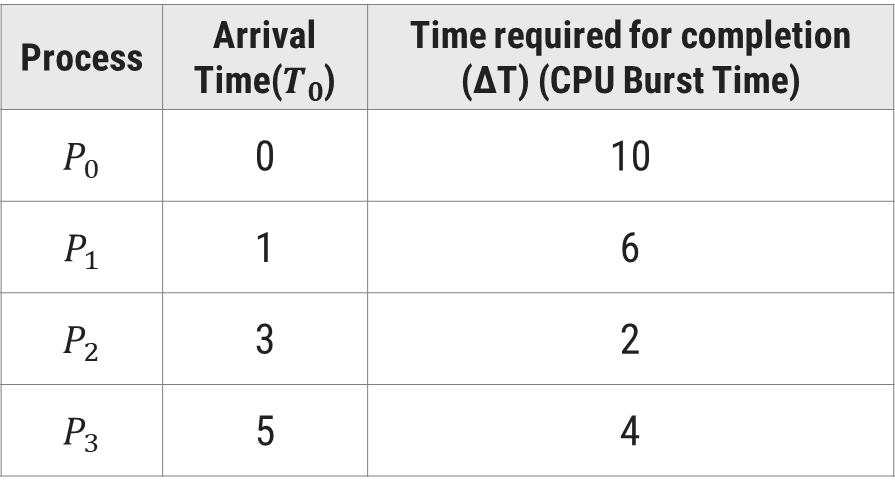 Process Arrival Time(T₀) Time required for completion (ΔT) (CPU Burst Time)
P₀ 0 10
P₁ 1 6
P₂ 3 2
P₃ 5 4